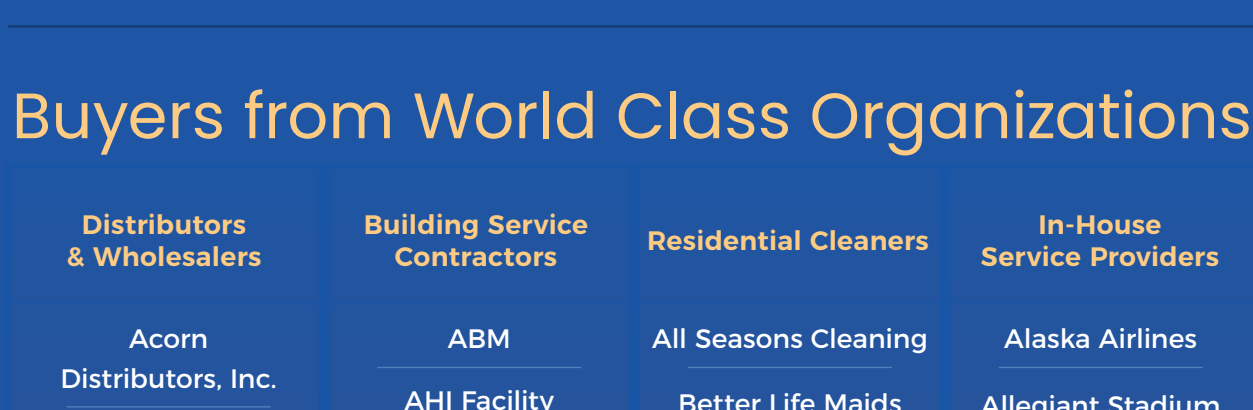 Buyers from World Class Organizations
Distributors
& Wholesalers
Building Service
Contractors
Residential Cleaners
In-House
Service Providers
Acorn
Distributors, Inc.
ABM
AHI Facility
All Seasons Cleaning
Better Life Maids
Alaska Airlines
Allegiant Stadium